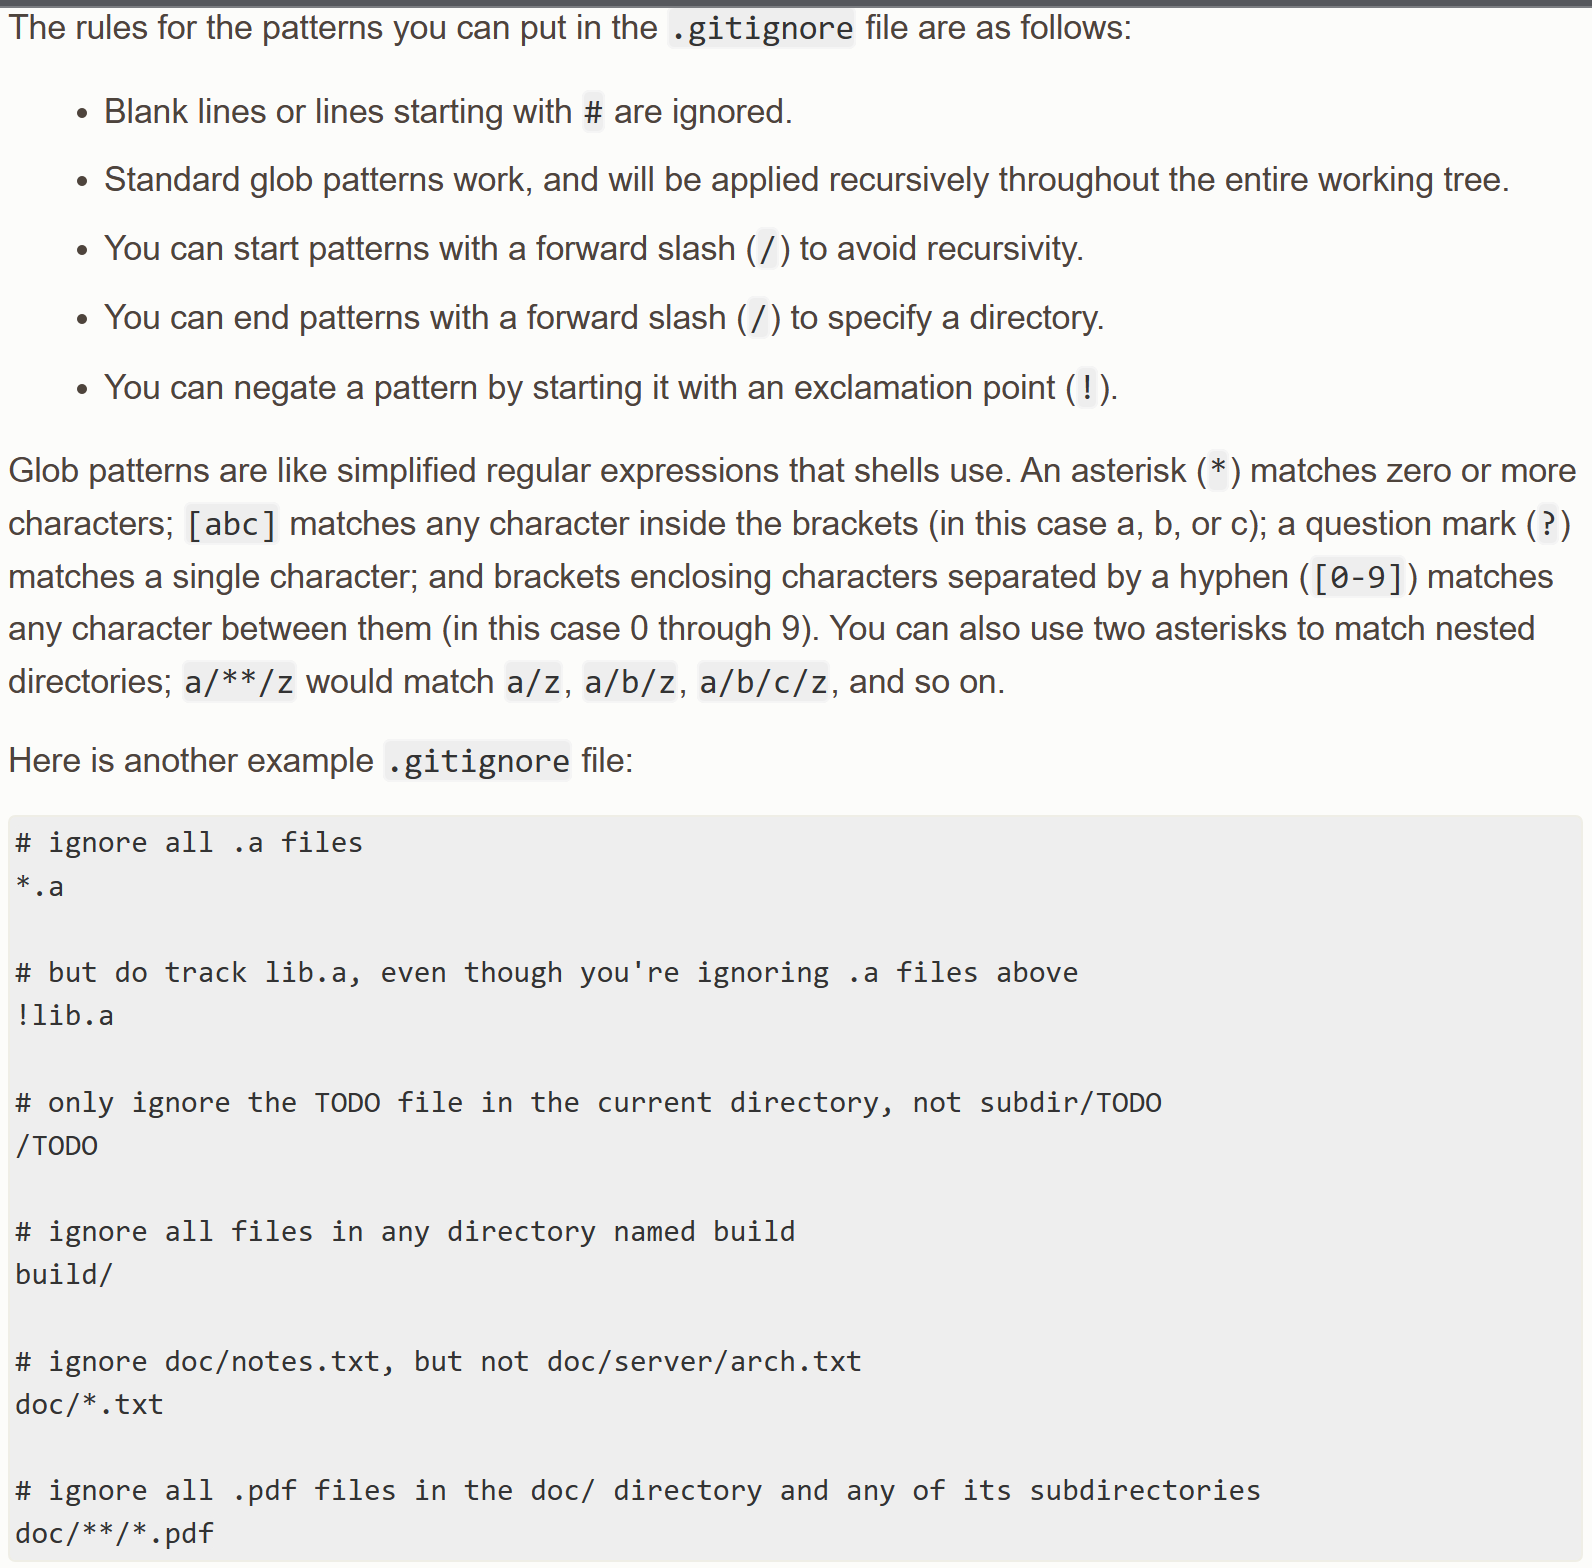 The rules for the patterns you can put in the .gitignore file are as follows:
• Blank lines or lines starting with # are ignored.
• Standard glob patterns work, and will be applied recursively throughout the entire working tree.
• You can start patterns with a forward slash (/) to avoid recursivity.
• You can end patterns with a forward slash (/) to specify a directory.
• You can negate a pattern by starting it with an exclamation point (!).
Glob patterns are like simplified regular expressions that shells use. An asterisk (*) matches zero or more
characters; [abc] matches any character inside the brackets (in this case a, b, or c); a question mark (?)
matches a single character; and brackets enclosing characters separated by a hyphen ([0-9]) matches
any character between them (in this case 0 through 9). You can also use two asterisks to match nested
directories; a/**/z would match a/z, a/b/z, a/b/c/z, and so on.
Here is another example .gitignore file:
# ignore all .a files
*.a
# but do track lib.a, even though you're ignoring .a files above
!lib.a
# only ignore the TODO file in the current directory, not subdir/TODO
/TODO
# ignore all files in any directory named build
build/
# ignore doc/notes.txt, but not doc/server/arch.txt
doc/*.txt
# ignore all .pdf files in the doc/ directory and any of its subdirectories
doc/**/*.pdf